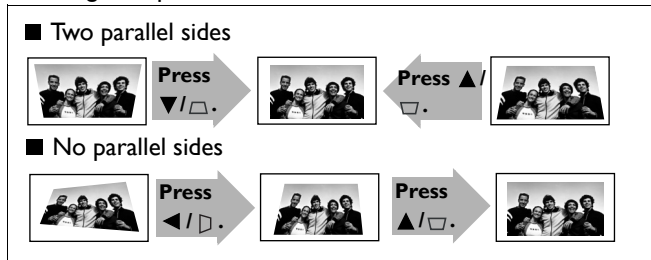 ■ Two parallel sides
Press
▼/⏢.
Press ▲/
▽.
■ No parallel sides
Press
◄/▷.
Press
▲/▽.